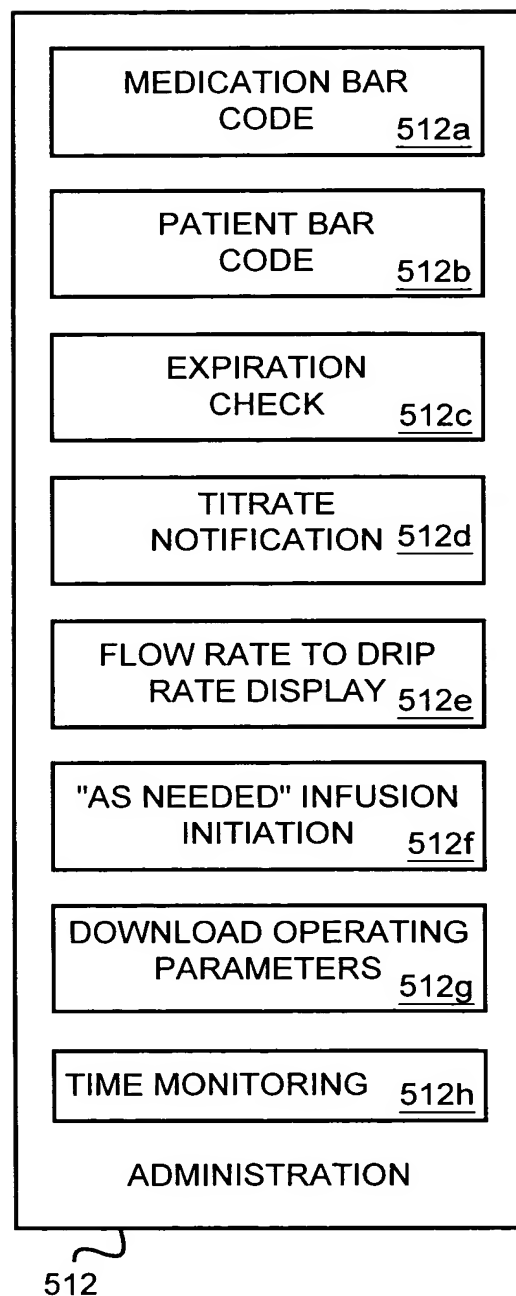 MEDICATION BAR
CODE 512a
PATIENT BAR
CODE 512b
EXPIRATION
CHECK 512c
TITRATE
NOTIFICATION 512d
FLOW RATE TO DRIP
RATE DISPLAY 512e
"AS NEEDED" INFUSION
INITIATION 512f
DOWNLOAD OPERATING
PARAMETERS 512g
TIME MONITORING 512h
ADMINISTRATION
512